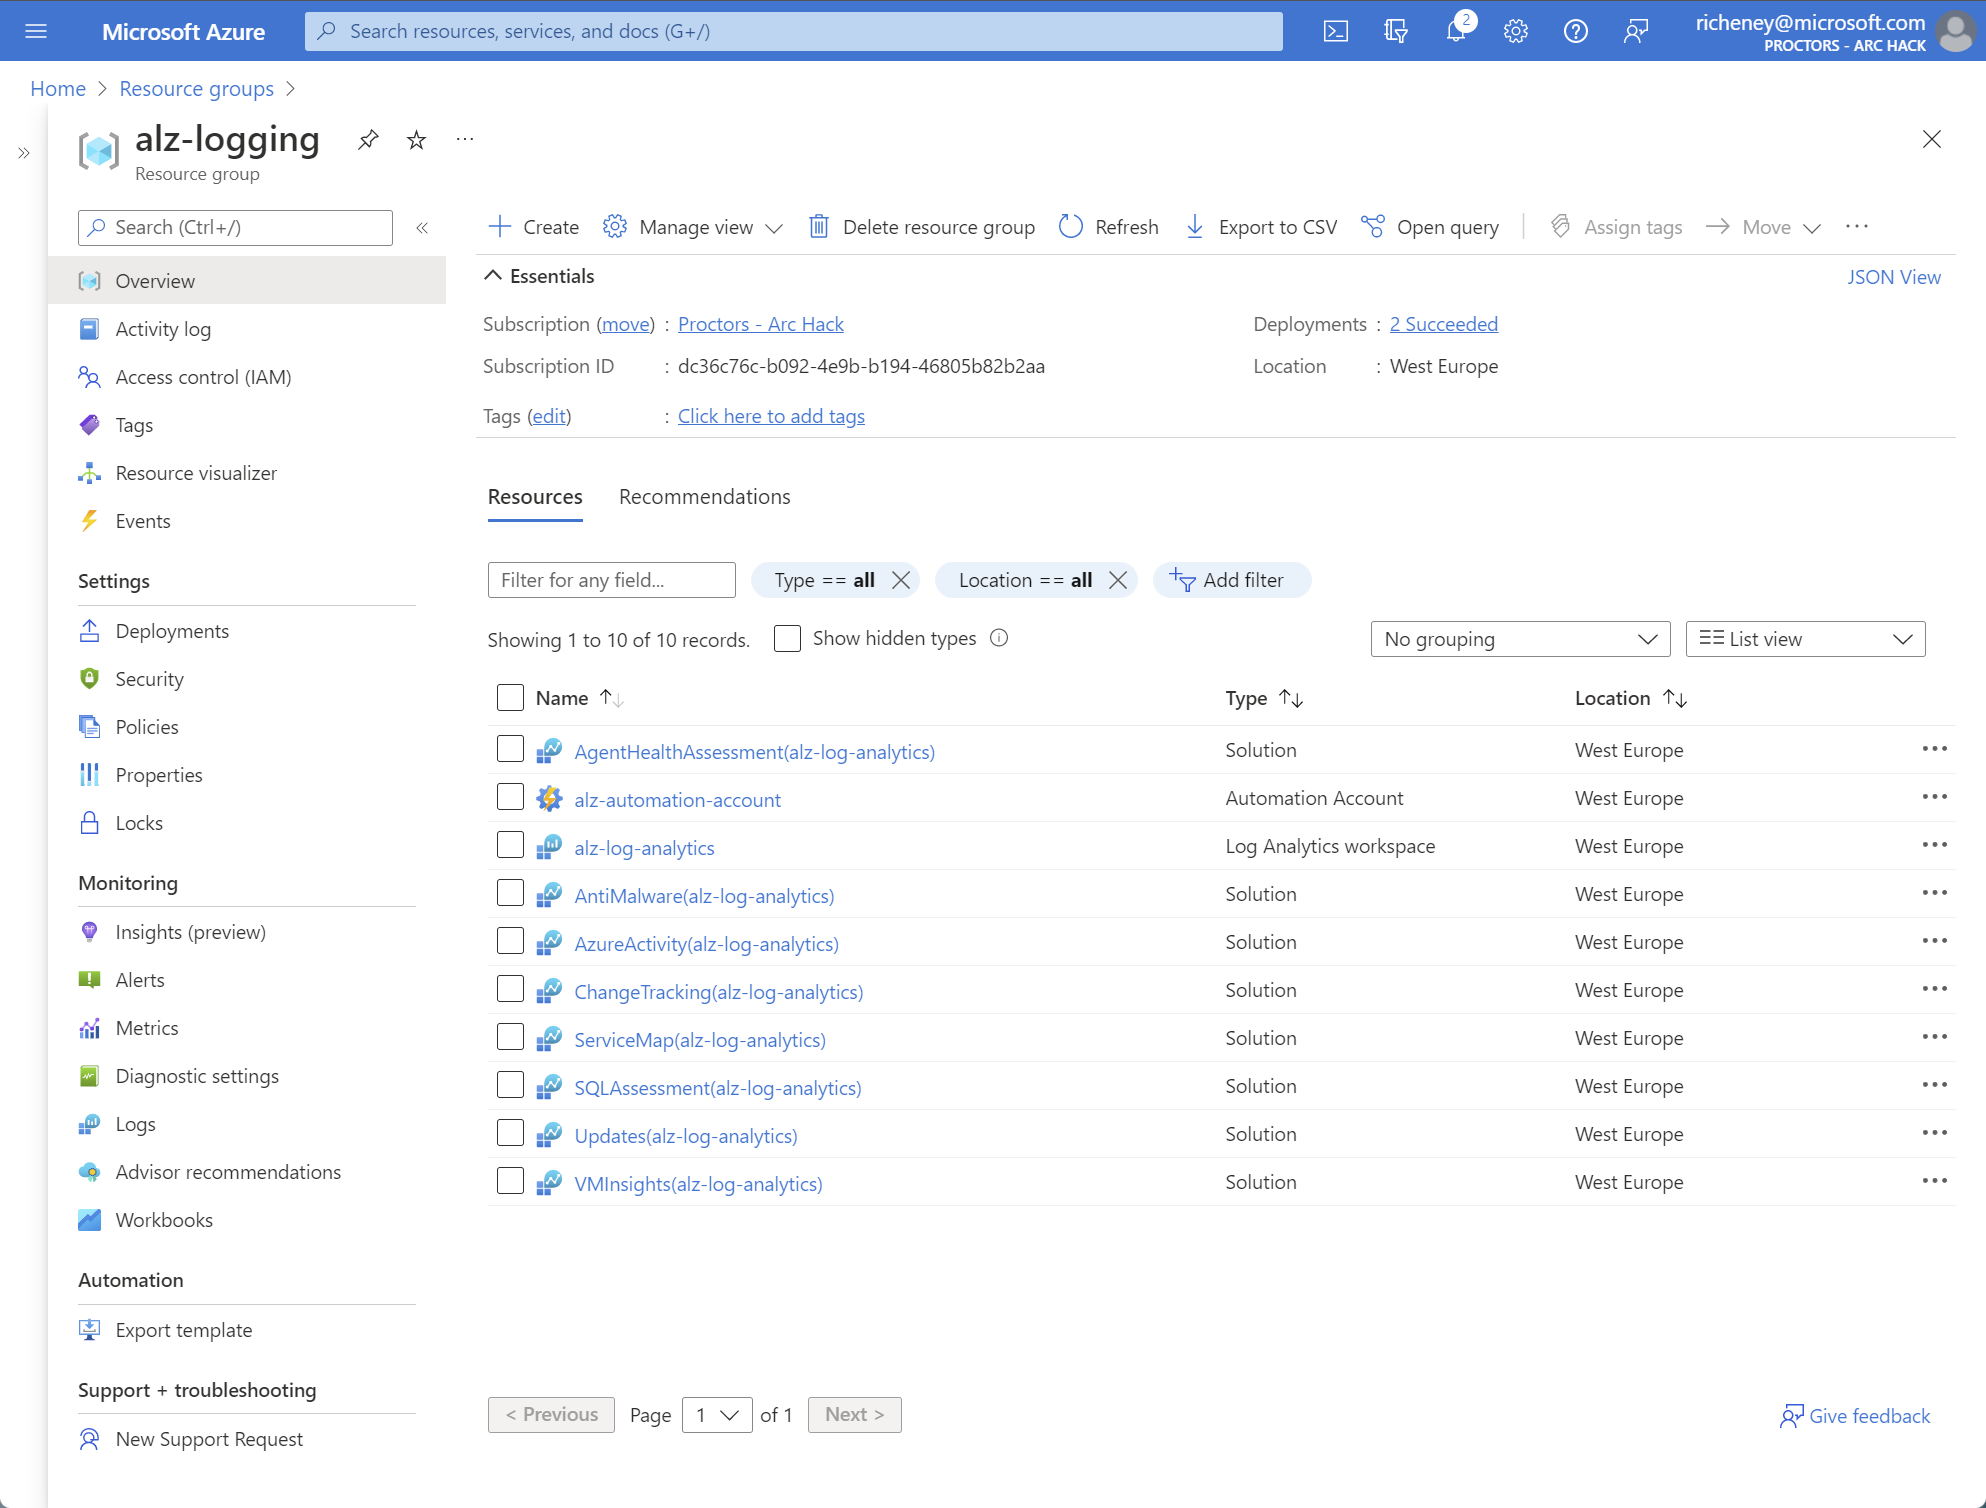 Microsoft Azure
Search resources, services, and docs (G+/)
2
richeney@microsoft.com
PROCTORS - ARC HACK
Home > Resource groups >
alz-logging
Resource group
Search (Ctrl+/)
Overview
Activity log
Access control (IAM)
Tags
Resource visualizer
Events
Settings
Deployments
Security
Policies
Properties
Locks
Monitoring
Insights (preview)
Alerts
Metrics
Diagnostic settings
Logs
Advisor recommendations
Workbooks
Automation
Export template
Support + troubleshooting
New Support Request
Create Manage view Delete resource group Refresh Export to CSV Open query Assign tags Move
Essentials
JSON View
Subscription (move) : Proctors - Arc Hack
Deployments : 2 Succeeded
Subscription ID : dc36c76c-b092-4e9b-b194-46805b82b2aa
Location : West Europe
Tags (edit) : Click here to add tags
Resources Recommendations
Filter for any field... Type == all Location == all Add filter
Showing 1 to 10 of 10 records. Show hidden types No grouping List view
Name Type Location
AgentHealthAssessment(alz-log-analytics) Solution West Europe
alz-automation-account Automation Account West Europe
alz-log-analytics Log Analytics workspace West Europe
AntiMalware(alz-log-analytics) Solution West Europe
AzureActivity(alz-log-analytics) Solution West Europe
ChangeTracking(alz-log-analytics) Solution West Europe
ServiceMap(alz-log-analytics) Solution West Europe
SQLAssessment(alz-log-analytics) Solution West Europe
Updates(alz-log-analytics) Solution West Europe
VMInsights(alz-log-analytics) Solution West Europe
< Previous Page 1 of 1 Next >
Give feedback